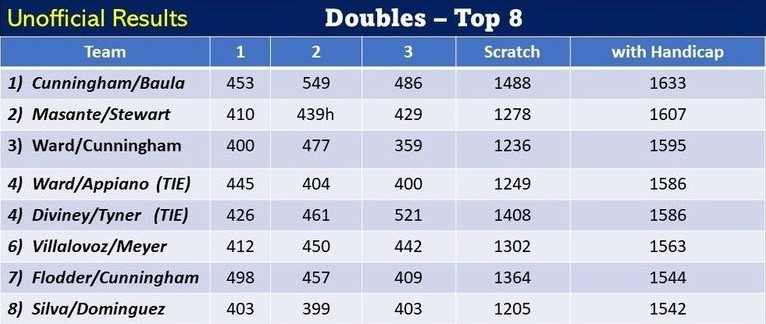 Unofficial Results Doubles – Top 8
Team 1 2 3 Scratch with Handicap
1) Cunningham/Baula 453 549 486 1488 1633
2) Masante/Stewart 410 439h 429 1278 1607
3) Ward/Cunningham 400 477 359 1236 1595
4) Ward/Appiano (TIE) 445 404 400 1249 1586
4) Diviney/Tyner (TIE) 426 461 521 1408 1586
6) Villalovoz/Meyer 412 450 442 1302 1563
7) Flodder/Cunningham 498 457 409 1364 1544
8) Silva/Dominguez 403 399 403 1205 1542